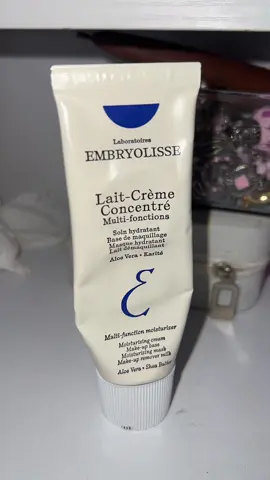 Laboratoires
EMBRYOLISSE
Lait-Crème
Concentré
Multi-fonctions
Soin hydratant
Base de maquillage
Masque hydratant
Lait démaquillant
Aloe Vera • Karité
Multi-function moisturizer
Moisturizing cream
Make-up base
Moisturizing mask
Make-up remover milk
Aloe Vera • Shea Butter